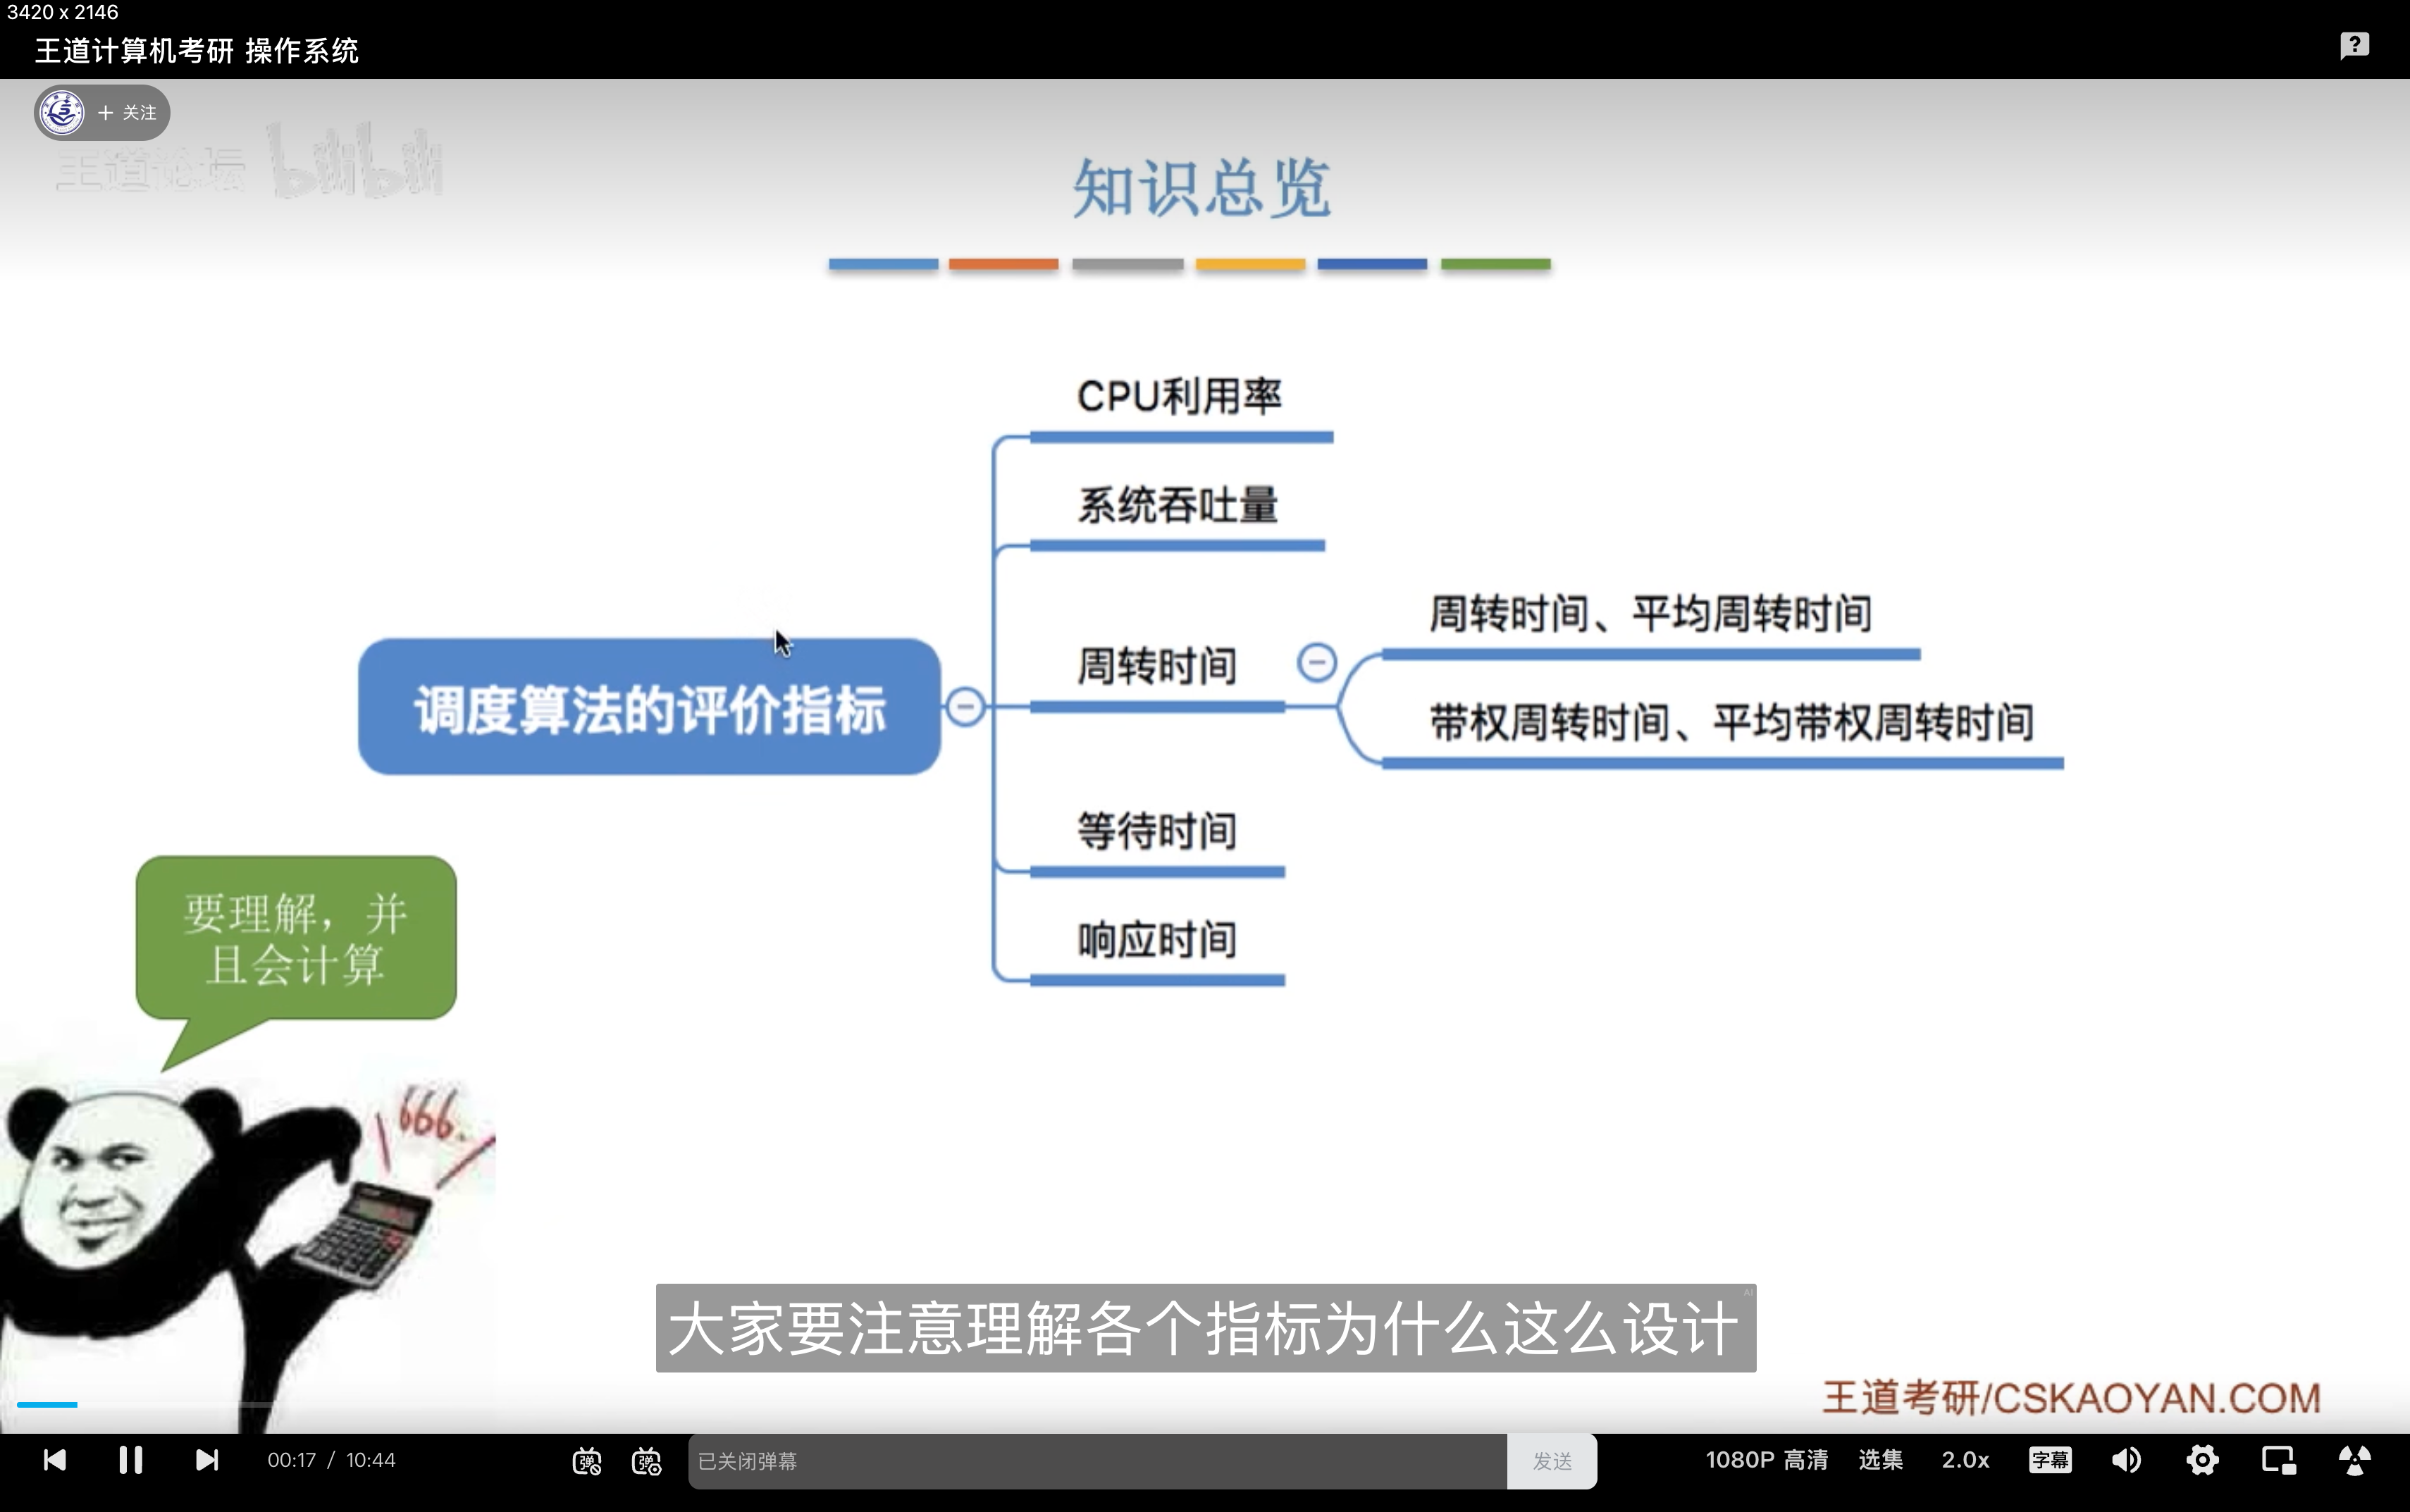 3420 x 2146
王道计算机考研 操作系统
+ 关注
王道论坛 bilibili
知识总览
CPU利用率
系统吞吐量
周转时间、平均周转时间
周转时间
调度算法的评价指标
带权周转时间、平均带权周转时间
等待时间
响应时间
要理解，并
且会计算
666.
AI
大家要注意理解各个指标为什么这么设计
王道考研/CSKAOYAN.COM
00:17 / 10:44
弹
弹
已关闭弹幕
发送
1080P 高清
选集
2.0x
字幕